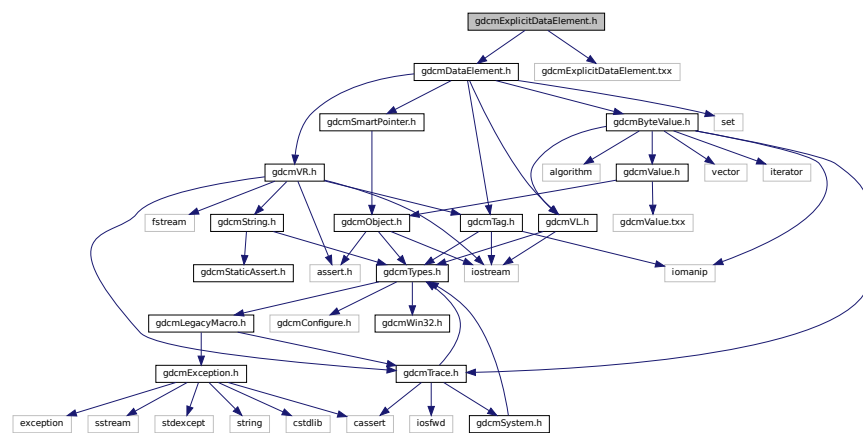 gdcmExplicitDataElement.h
gdcmDataElement.h
gdcmExplicitDataElement.txx
gdcmSmartPointer.h
gdcmByteValue.h
set
gdcmVR.h
algorithm
gdcmValue.h
vector
iterator
fstream
gdcmString.h
gdcmObject.h
gdcmTag.h
gdcmVL.h
gdcmValue.txx
gdcmStaticAssert.h
assert.h
gdcmTypes.h
iostream
iomanip
gdcmLegacyMacro.h
gdcmConfigure.h
gdcmWin32.h
gdcmException.h
gdcmTrace.h
exception
sstream
stdexcept
string
cstdlib
cassert
iosfwd
gdcmSystem.h